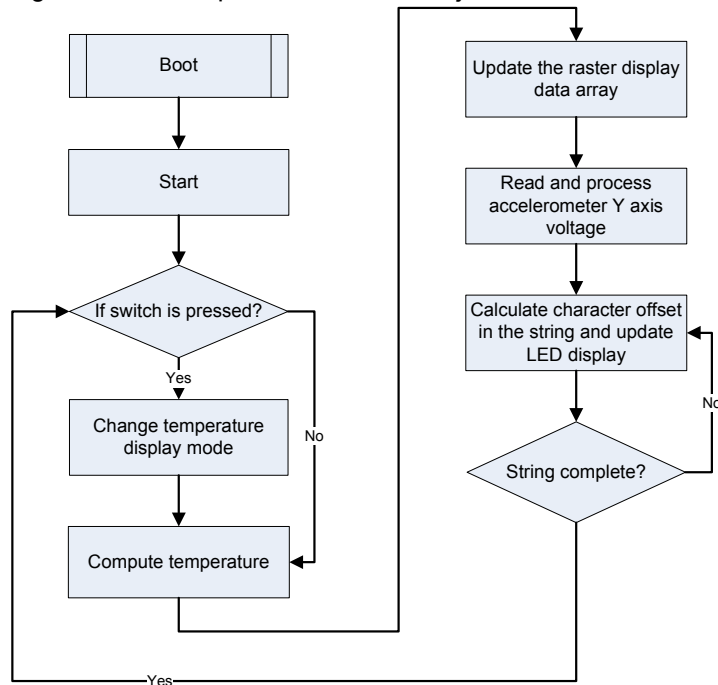 Boot
Start
If switch is pressed?
Yes
No
Change temperature
display mode
Compute temperature
Update the raster display
data array
Read and process
accelerometer Y axis
voltage
Calculate character offset
in the string and update
LED display
No
String complete?
Yes